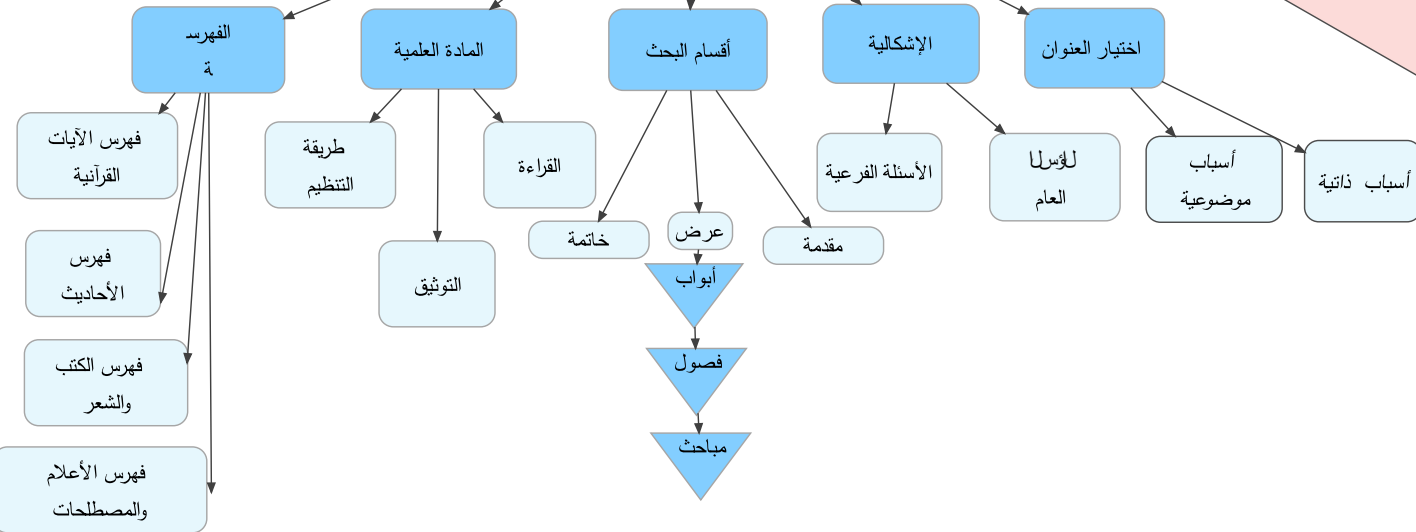 اختيار العنوان
أسباب ذاتية
أسباب
موضوعية
الإشكالية
العام
الأسئلة الفرعية
أقسام البحث
مقدمة
عرض
خاتمة
أبواب
فصول
مباحث
المادة العلمية
القراءة
التوثيق
طريقة
التنظيم
الفهرسـ
ة
فهرس الآيات
القرآنية
فهرس
الأحاديث
فهرس الكتب
والشعر
فهرس الأعلام
والمصطلحات